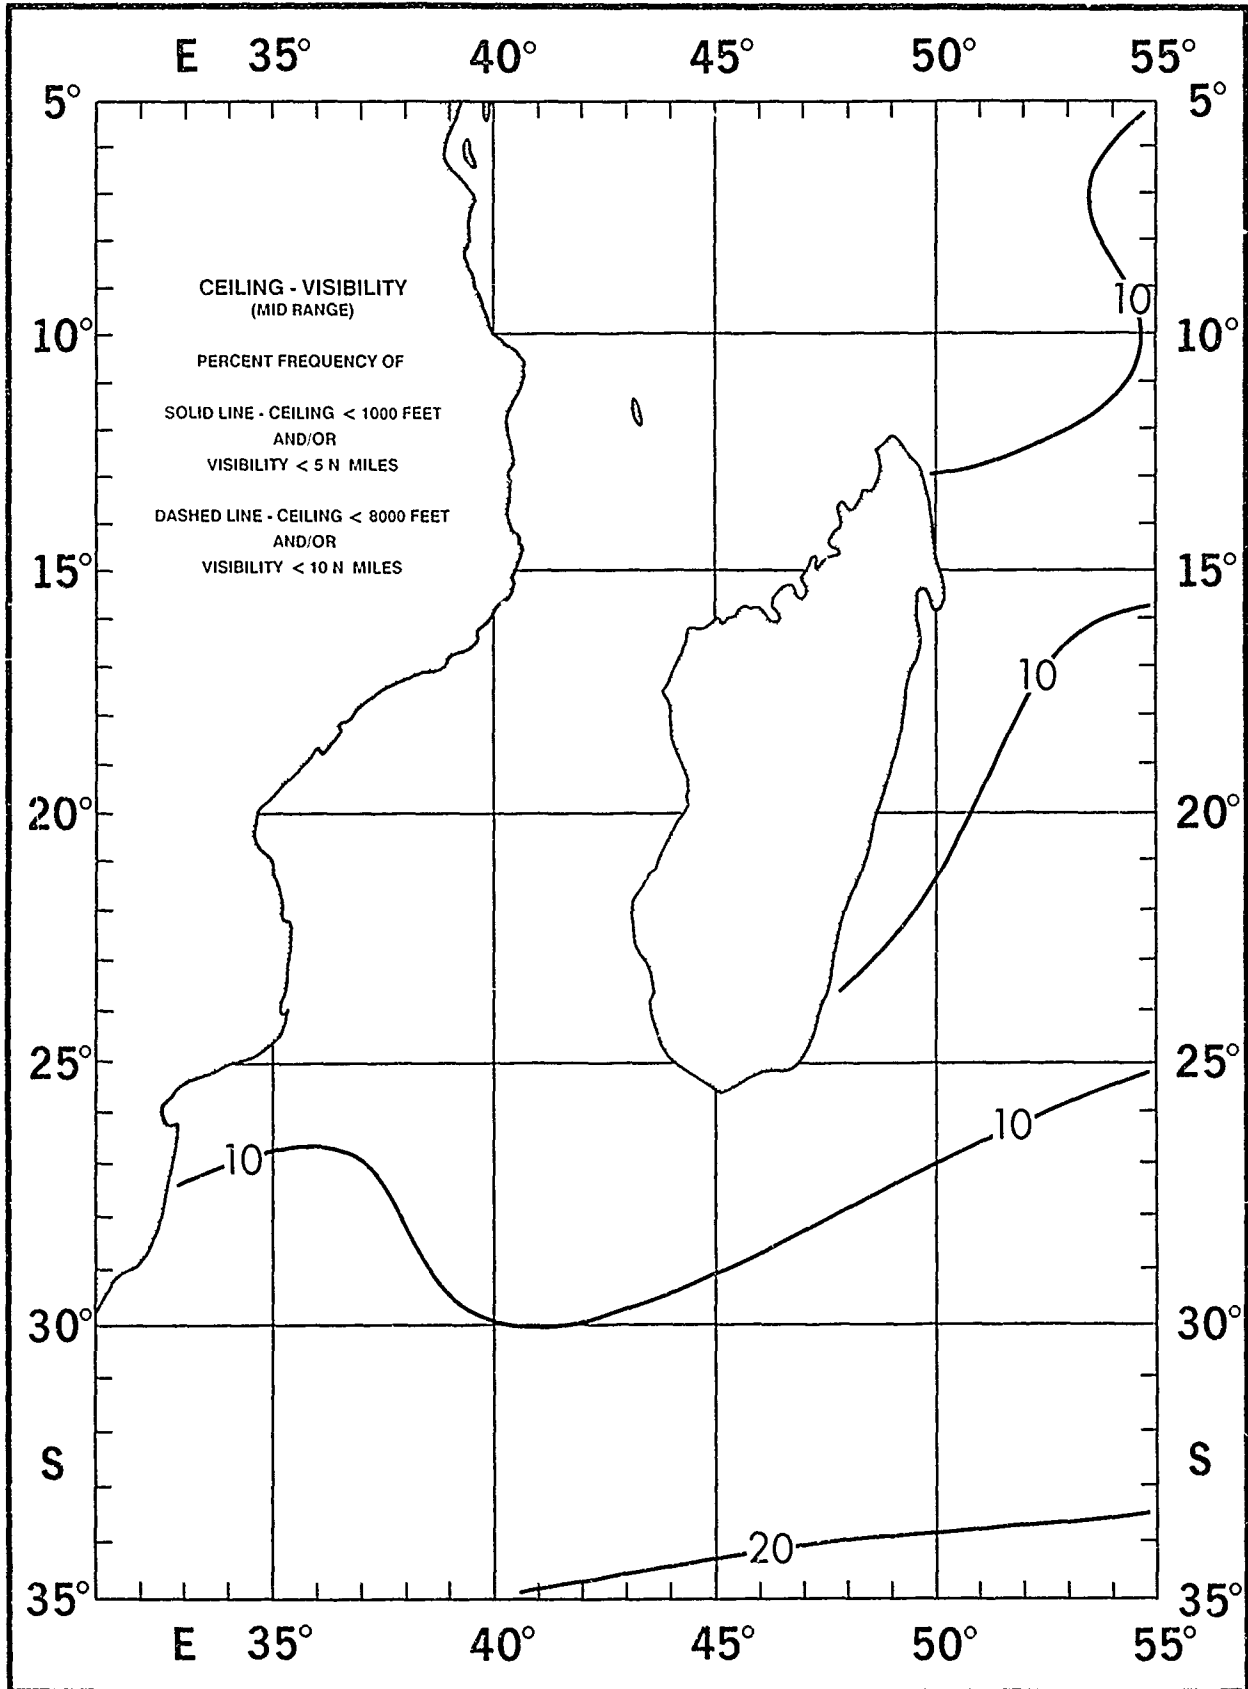 E 35° 40° 45° 50° 55°
5° 5°
CEILING - VISIBILITY
(MID RANGE)
10
10° 10°
PERCENT FREQUENCY OF
SOLID LINE - CEILING < 1000 FEET
AND/OR
VISIBILITY < 5 N MILES
DASHED LINE - CEILING < 8000 FEET
AND/OR
VISIBILITY < 10 N MILES
15° 15°
10
20° 20°
25° 25°
10
10
30° 30°
S S
20
35° 35°
E 35° 40° 45° 50° 55°